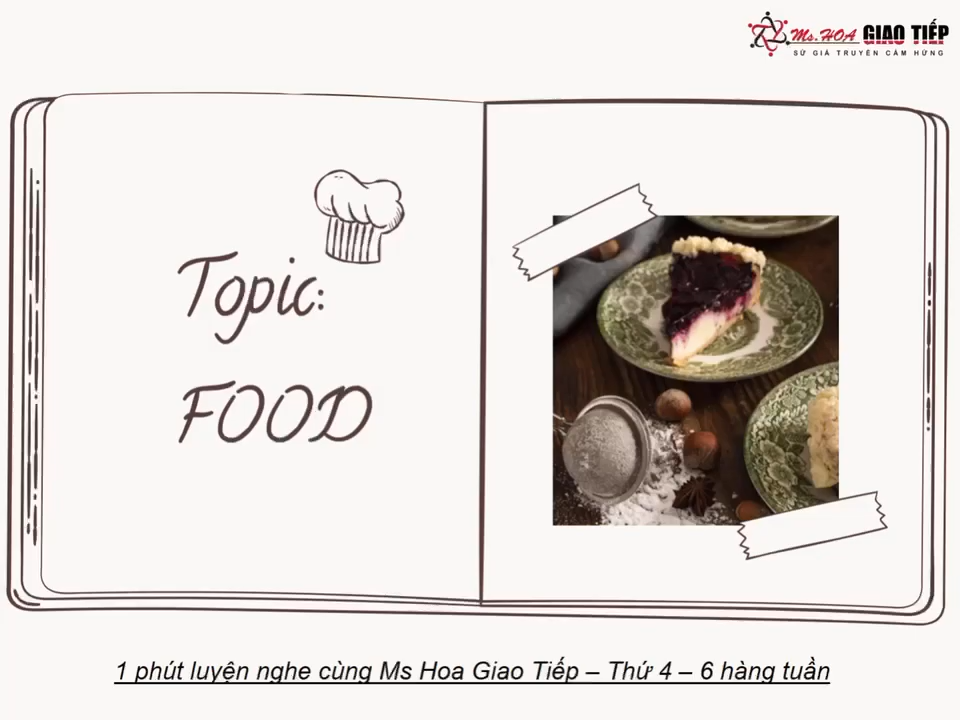 Ms.HOA GIAO TIẾP
SỨ GIẢ TRUYỀN CẢM HỨNG
Topic:
FOOD
1 phút luyện nghe cùng Ms Hoa Giao Tiếp – Thứ 4 – 6 hàng tuần